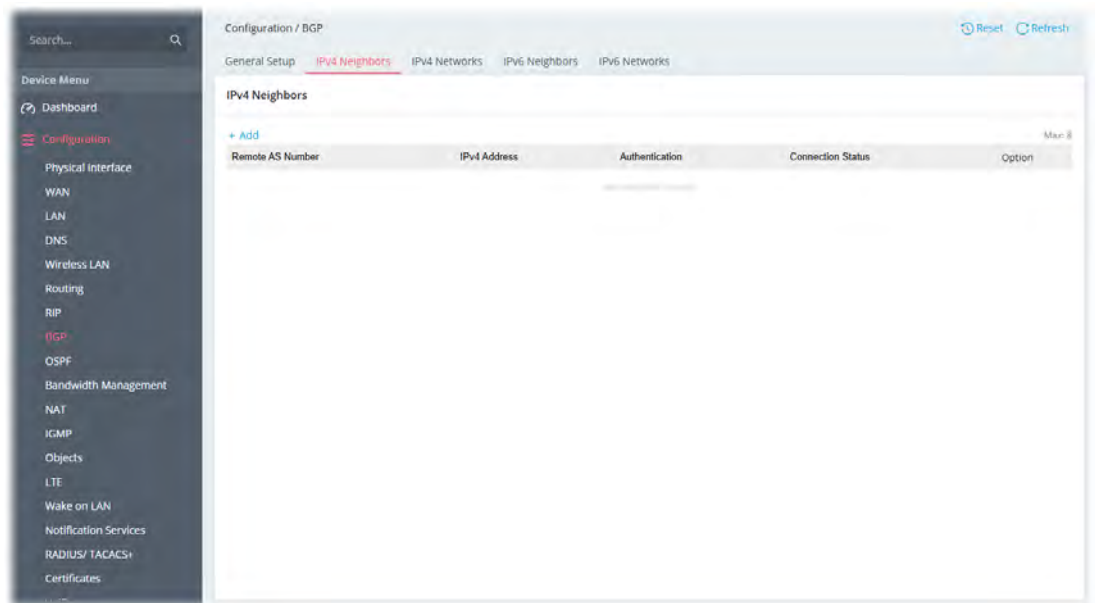 Search...
Configuration / BGP
Reset
Refresh
General Setup
IPv4 Neighbors
IPv4 Networks
IPv6 Neighbors
IPv6 Networks
Device Menu
Dashboard
Configuration
Physical Interface
WAN
LAN
DNS
Wireless LAN
Routing
RIP
BGP
OSPF
Bandwidth Management
NAT
IGMP
Objects
LTE
Wake on LAN
Notification Services
RADIUS/ TACACS+
Certificates
IPv4 Neighbors
+ Add
Max: 8
Remote AS Number
IPv4 Address
Authentication
Connection Status
Option